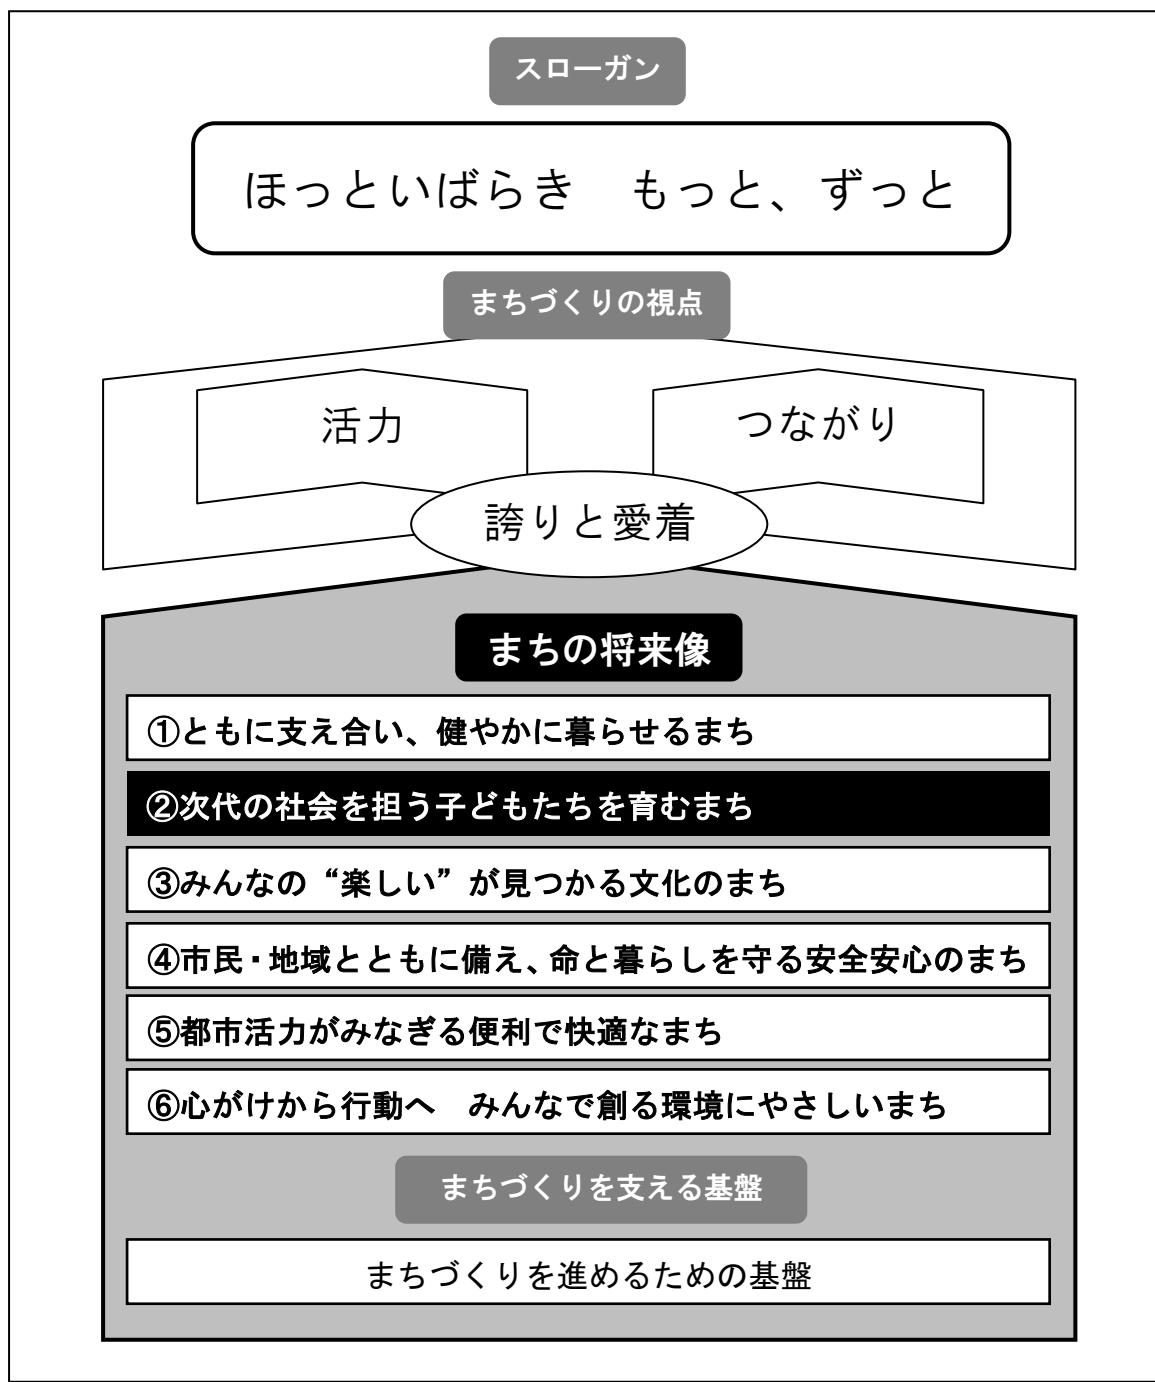 スローガン
ほっといばらき　もっと、ずっと
まちづくりの視点
活力
つながり
誇りと愛着
まちの将来像
①ともに支え合い、健やかに暮らせるまち
②次代の社会を担う子どもたちを育むまち
③みんなの“楽しい”が見つかる文化のまち
④市民・地域とともに備え、命と暮らしを守る安全安心のまち
⑤都市活力がみなぎる便利で快適なまち
⑥心がけから行動へ　みんなで創る環境にやさしいまち
まちづくりを支える基盤
まちづくりを進めるための基盤